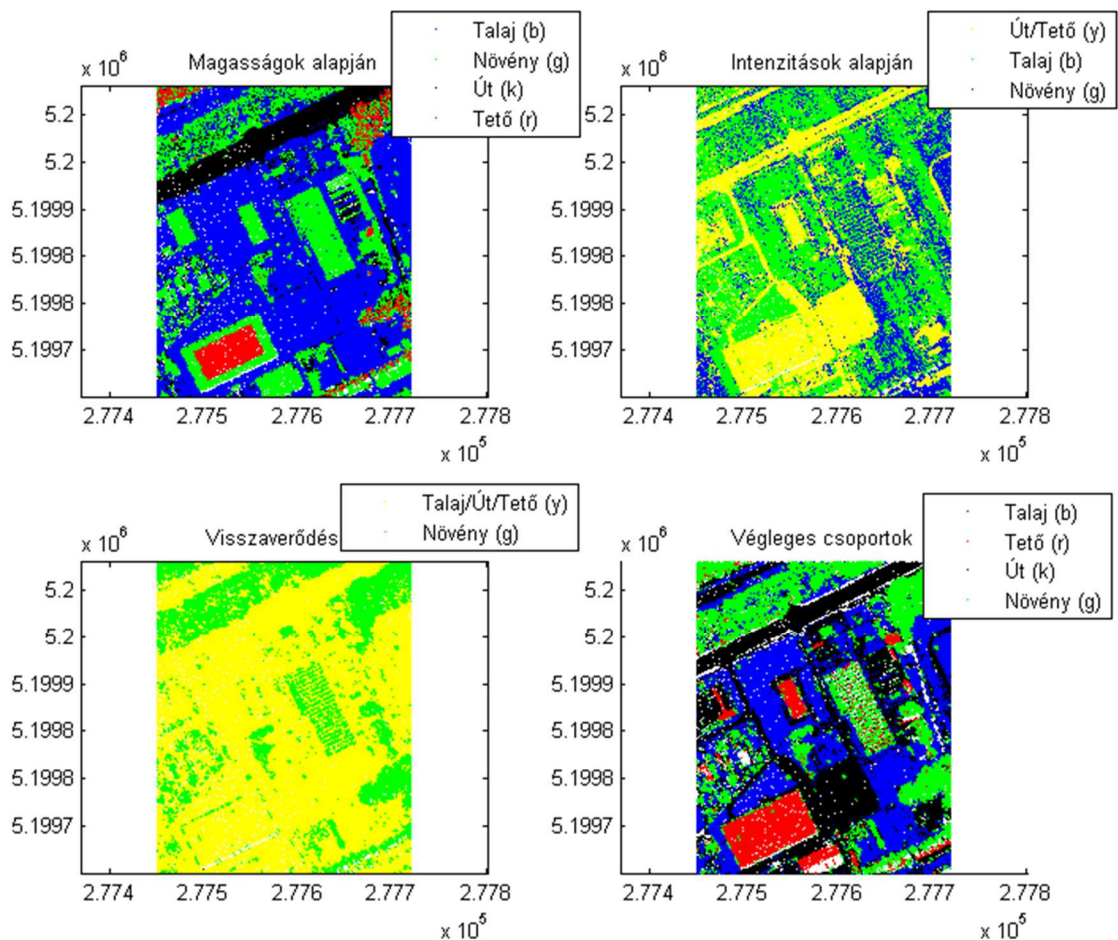 Magasságok alapján
Talaj (b)
Növény (g)
Út (k)
Tető (r)
x 10^6
5.2
5.2
5.1999
5.1998
5.1998
5.1997
2.774 2.775 2.776 2.777 2.778
x 10^5
Intenzitások alapján
Út/Tető (y)
Talaj (b)
Növény (g)
x 10^6
5.2
5.2
5.1999
5.1998
5.1998
5.1997
2.774 2.775 2.776 2.777 2.778
x 10^5
Visszaverődés
Talaj/Út/Tető (y)
Növény (g)
x 10^6
5.2
5.2
5.1999
5.1998
5.1998
5.1997
2.774 2.775 2.776 2.777 2.778
x 10^5
Végleges csoportok
Talaj (b)
Tető (r)
Út (k)
Növény (g)
x 10^6
5.2
5.2
5.1999
5.1998
5.1998
5.1997
2.774 2.775 2.776 2.777 2.778
x 10^5